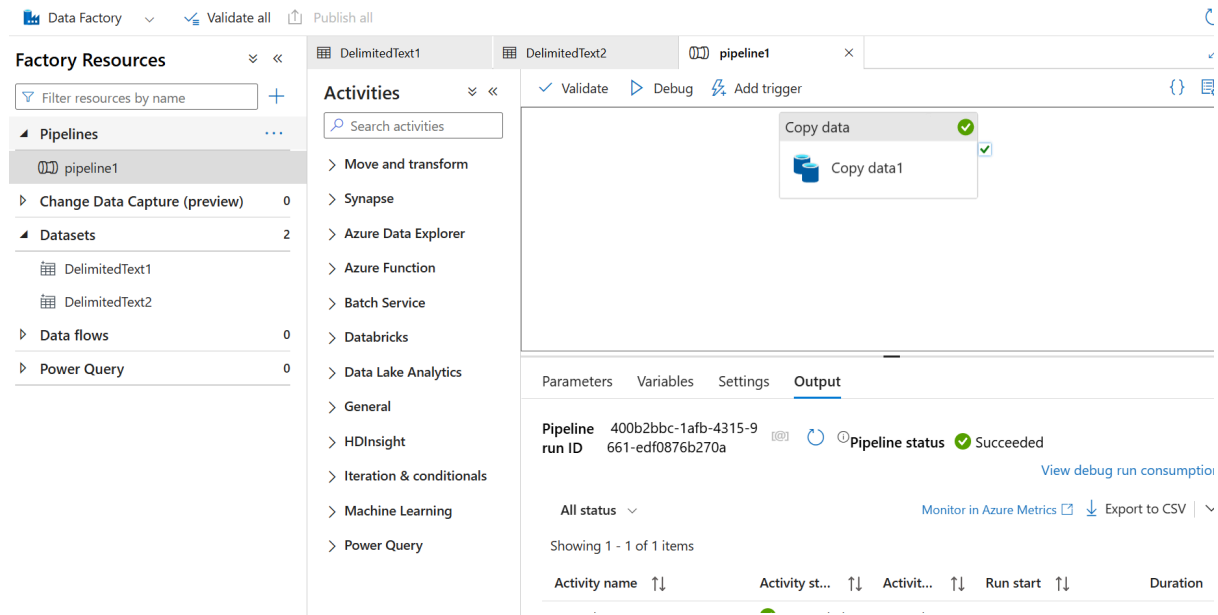 Data Factory
Validate all
Publish all
Factory Resources
Filter resources by name
Pipelines
pipeline1
Change Data Capture (preview) 0
Datasets 2
DelimitedText1
DelimitedText2
Data flows 0
Power Query 0
DelimitedText1
DelimitedText2
pipeline1
Activities
Search activities
Move and transform
Synapse
Azure Data Explorer
Azure Function
Batch Service
Databricks
Data Lake Analytics
General
HDInsight
Iteration & conditionals
Machine Learning
Power Query
Validate
Debug
Add trigger
{}
Copy data
Copy data1
Parameters
Variables
Settings
Output
Pipeline run ID
400b2bbc-1afb-4315-9
661-edf0876b270a
[@]
Pipeline status
Succeeded
View debug run consumption
All status
Monitor in Azure Metrics
Export to CSV
Showing 1 - 1 of 1 items
Activity name
Activity st...
Activit...
Run start
Duration